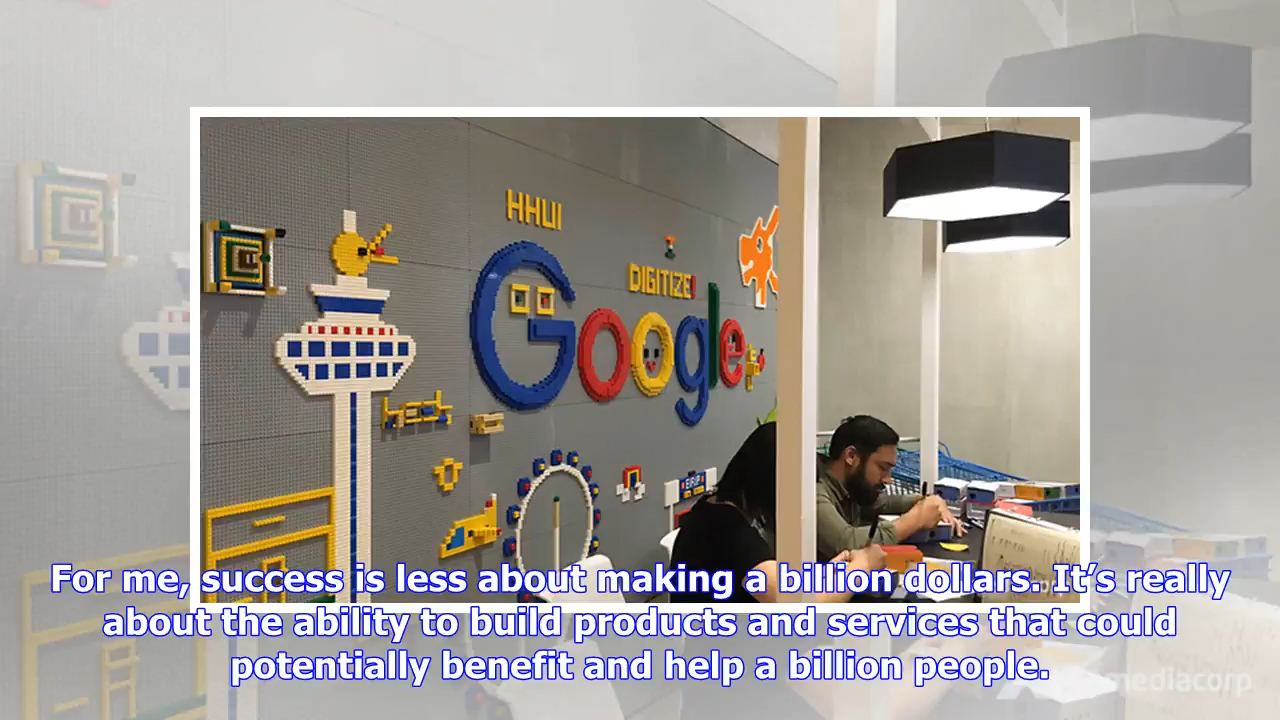 HHUI
DIGITIZE!
Google
For me, success is less about making a billion dollars. It’s really
about the ability to build products and services that could
potentially benefit and help a billion people.
mediacorp